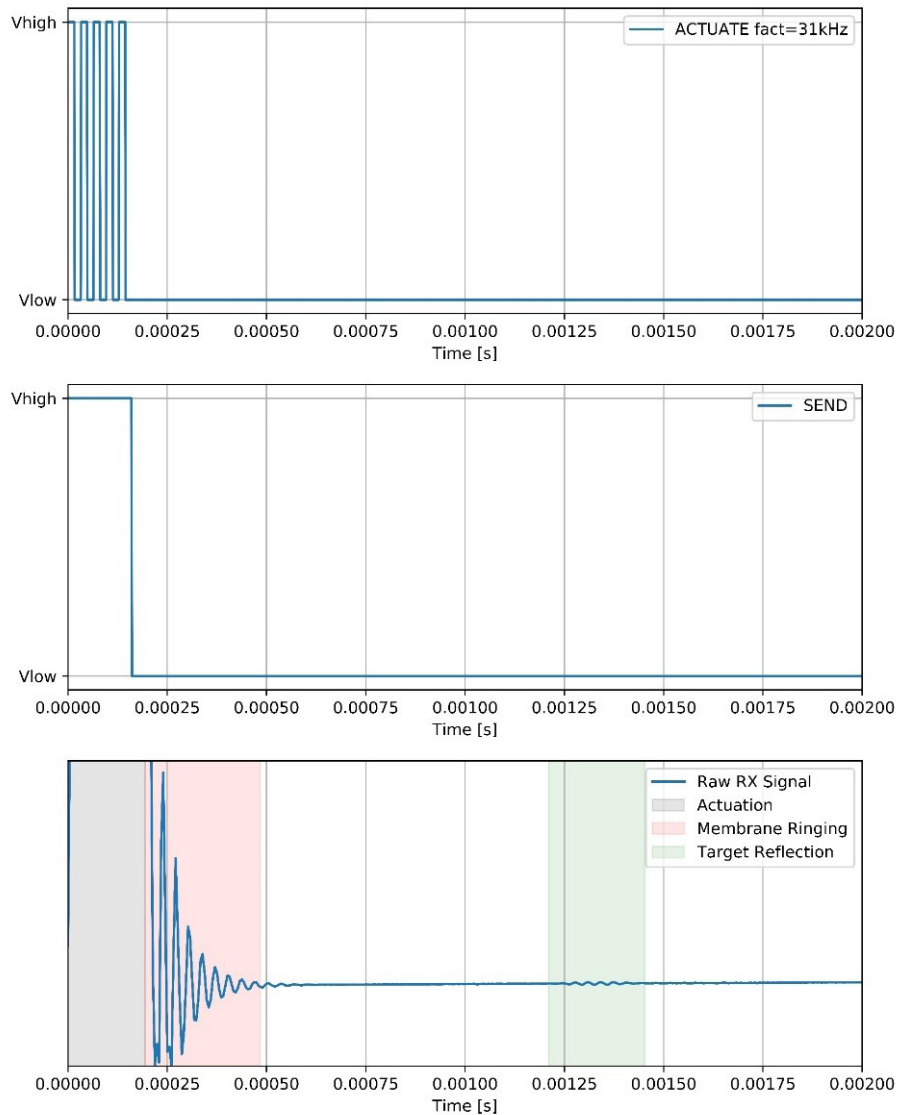 Vhigh
ACTUATE fact=31kHz
Vlow
0.00000 0.00025 0.00050 0.00075 0.00100 0.00125 0.00150 0.00175 0.00200
Time [s]
Vhigh
SEND
Vlow
0.00000 0.00025 0.00050 0.00075 0.00100 0.00125 0.00150 0.00175 0.00200
Time [s]
Raw RX Signal
Actuation
Membrane Ringing
Target Reflection
0.00000 0.00025 0.00050 0.00075 0.00100 0.00125 0.00150 0.00175 0.00200
Time [s]